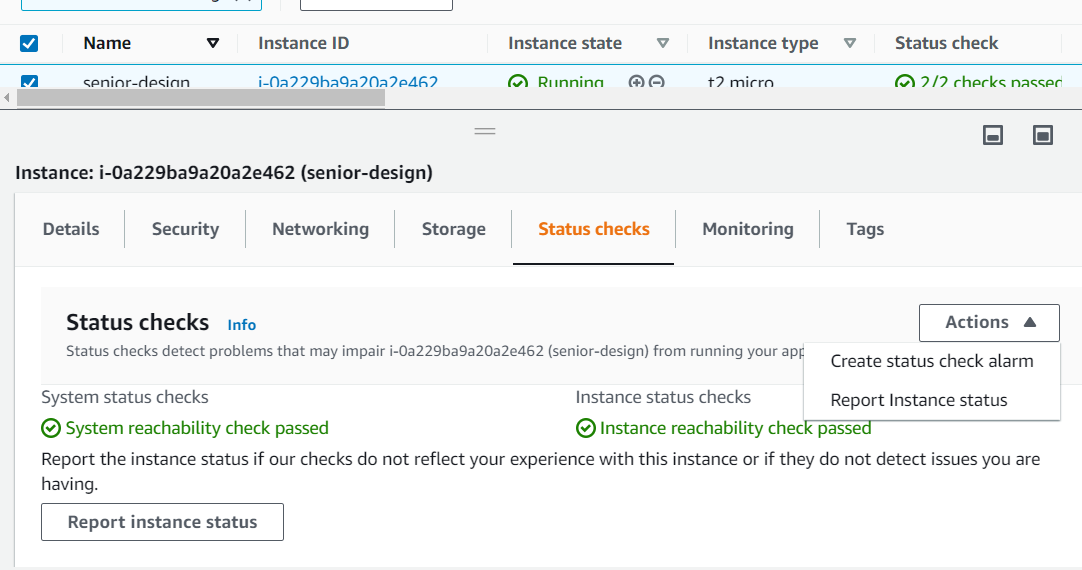 Name Instance ID Instance state Instance type Status check
senior-design i-0a229ba9a20a2e462 Running t2.micro 2/2 checks passed
Instance: i-0a229ba9a20a2e462 (senior-design)
Details Security Networking Storage Status checks Monitoring Tags
Status checks Info Actions
Status checks detect problems that may impair i-0a229ba9a20a2e462 (senior-design) from running your app
Create status check alarm
Report Instance status
System status checks Instance status checks
System reachability check passed Instance reachability check passed
Report the instance status if our checks do not reflect your experience with this instance or if they do not detect issues you are
having.
Report instance status